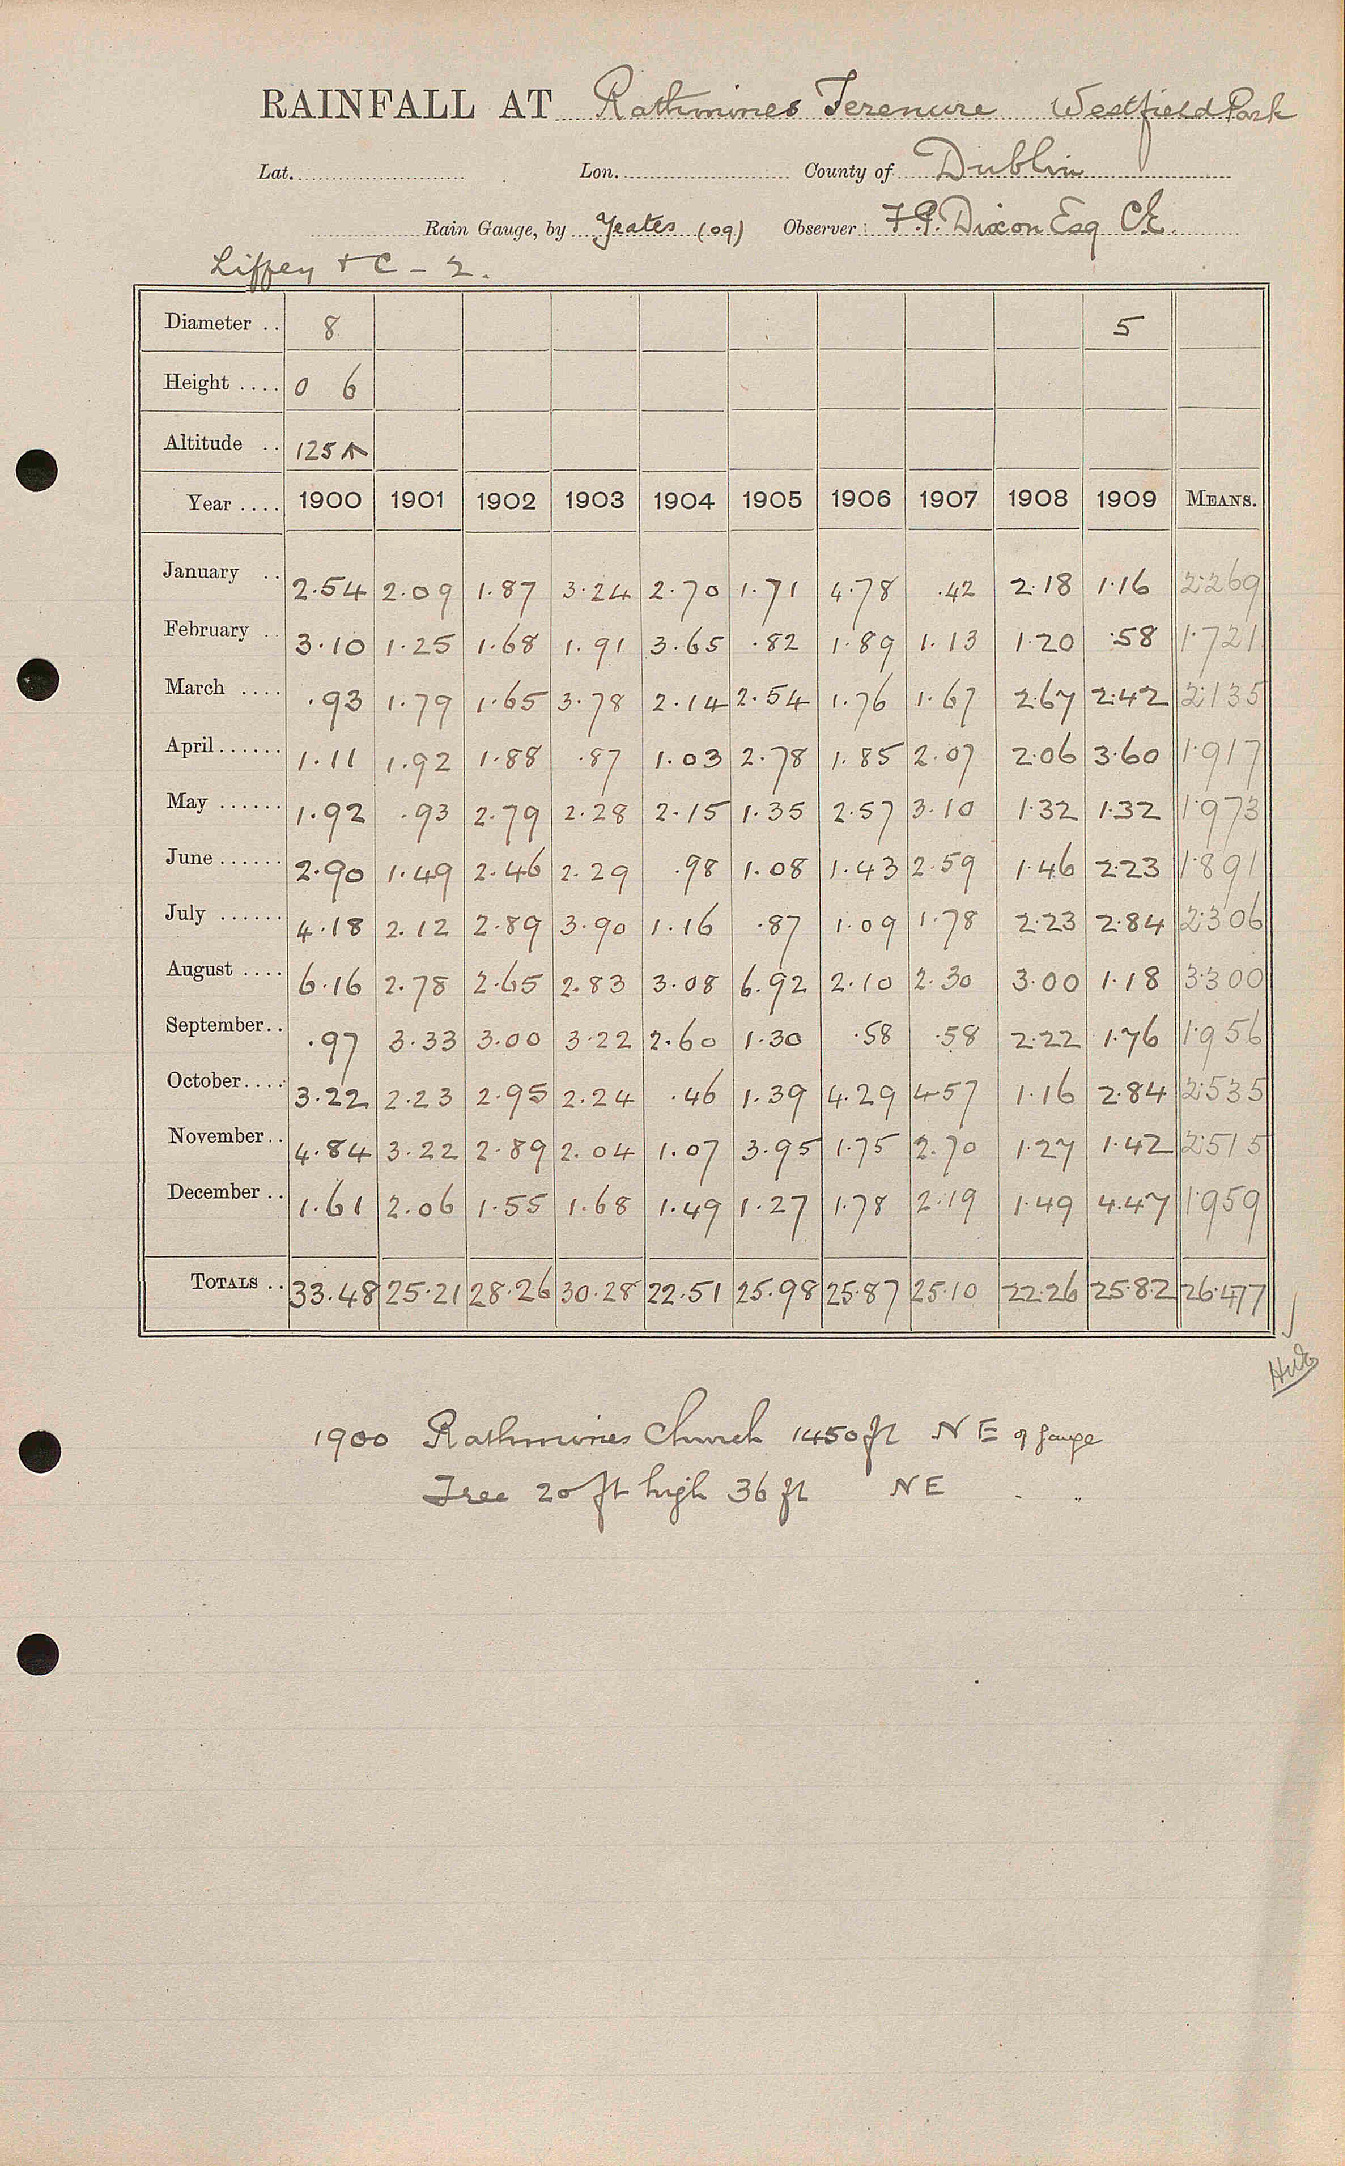 RAINFALL AT Rathmines Terenure Westfield Park
Lat. Lon. County of Dublin
Rain Gauge, by Yeates (09) Observer: F.P. Dixon Esq C.E.
Liffey & C - 2.
Diameter .. 8 5
Height .... 0 6
Altitude .. 125
Year .... 1900 1901 1902 1903 1904 1905 1906 1907 1908 1909 MEANS.
January .. 2.54 2.09 1.87 3.24 2.70 1.71 4.78 .42 2.18 1.16 2.269
February .. 3.10 1.25 1.68 1.91 3.65 .82 1.89 1.13 1.20 .58 1.721
March .... .93 1.79 1.65 3.78 2.14 2.54 1.76 1.67 2.67 2.42 2.135
April ...... 1.11 1.92 1.88 .87 1.03 2.78 1.85 2.07 2.06 3.60 1.917
May ...... 1.92 .93 2.79 2.28 2.15 1.35 2.57 3.10 1.32 1.32 1.973
June ...... 2.90 1.49 2.46 2.29 .98 1.08 1.43 2.59 1.46 2.23 1.891
July ...... 4.18 2.12 2.89 3.90 1.16 .87 1.09 1.78 2.23 2.84 2.306
August .... 6.16 2.78 2.65 2.83 3.08 6.92 2.10 2.30 3.00 1.18 3.300
September .. .97 3.33 3.00 3.22 2.60 1.30 .58 .58 2.22 1.76 1.956
October .... 3.22 2.23 2.95 2.24 .46 1.39 4.29 4.57 1.16 2.84 2.535
November .. 4.84 3.22 2.89 2.04 1.07 3.95 1.75 2.70 1.27 1.42 2.515
December .. 1.61 2.06 1.55 1.68 1.49 1.27 1.78 2.19 1.49 4.47 1.959
TOTALS .. 33.48 25.21 28.26 30.28 22.51 25.98 25.87 25.10 22.26 25.82 26.477
1900 Rathmines Church 1450 ft NE of gauge
Tree 20 ft high 36 ft NE " "